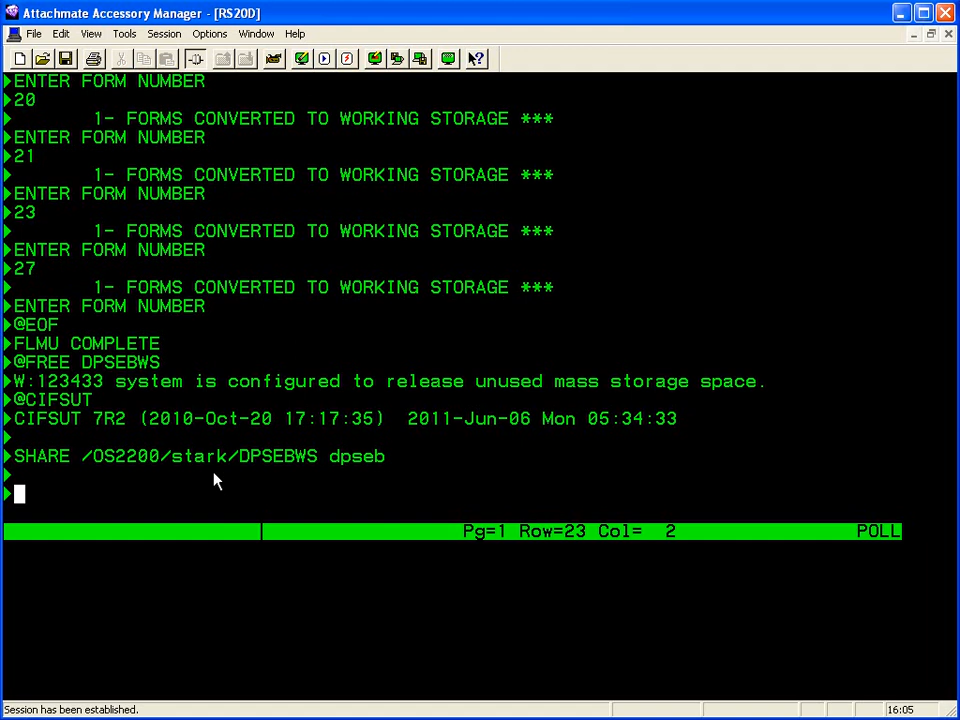 Attachmate Accessory Manager - [RS20D]
File Edit View Tools Session Options Window Help
ENTER FORM NUMBER
20
1- FORMS CONVERTED TO WORKING STORAGE ***
ENTER FORM NUMBER
21
1- FORMS CONVERTED TO WORKING STORAGE ***
ENTER FORM NUMBER
23
1- FORMS CONVERTED TO WORKING STORAGE ***
ENTER FORM NUMBER
27
1- FORMS CONVERTED TO WORKING STORAGE ***
ENTER FORM NUMBER
@EOF
FLMU COMPLETE
@FREE DPSEBWS
W:123433 system is configured to release unused mass storage space.
@CIFSUT
CIFSUT 7R2 (2010-Oct-20 17:17:35) 2011-Jun-06 Mon 05:34:33
SHARE /OS2200/stark/DPSEBWS dpseb
Pg=1 Row=23 Col= 2 POLL
Session has been established. 16:05